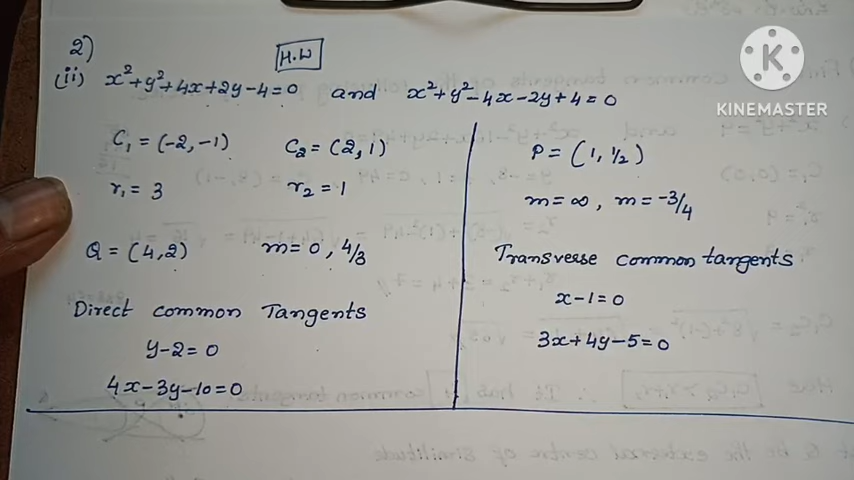 2)
H.W
(ii) x²+y²+4x+2y-4=0 and x²+y²-4x-2y+4=0
C₁=(-2,-1) C₂=(2,1)
r₁=3 r₂=1
Q=(4,2) m=0, 4/3
Direct common Tangents
y-2=0
4x-3y-10=0
P=(1, 1/2)
m=∞, m=-3/4
Transverse common tangents
x-1=0
3x+4y-5=0
K
KINEMASTER